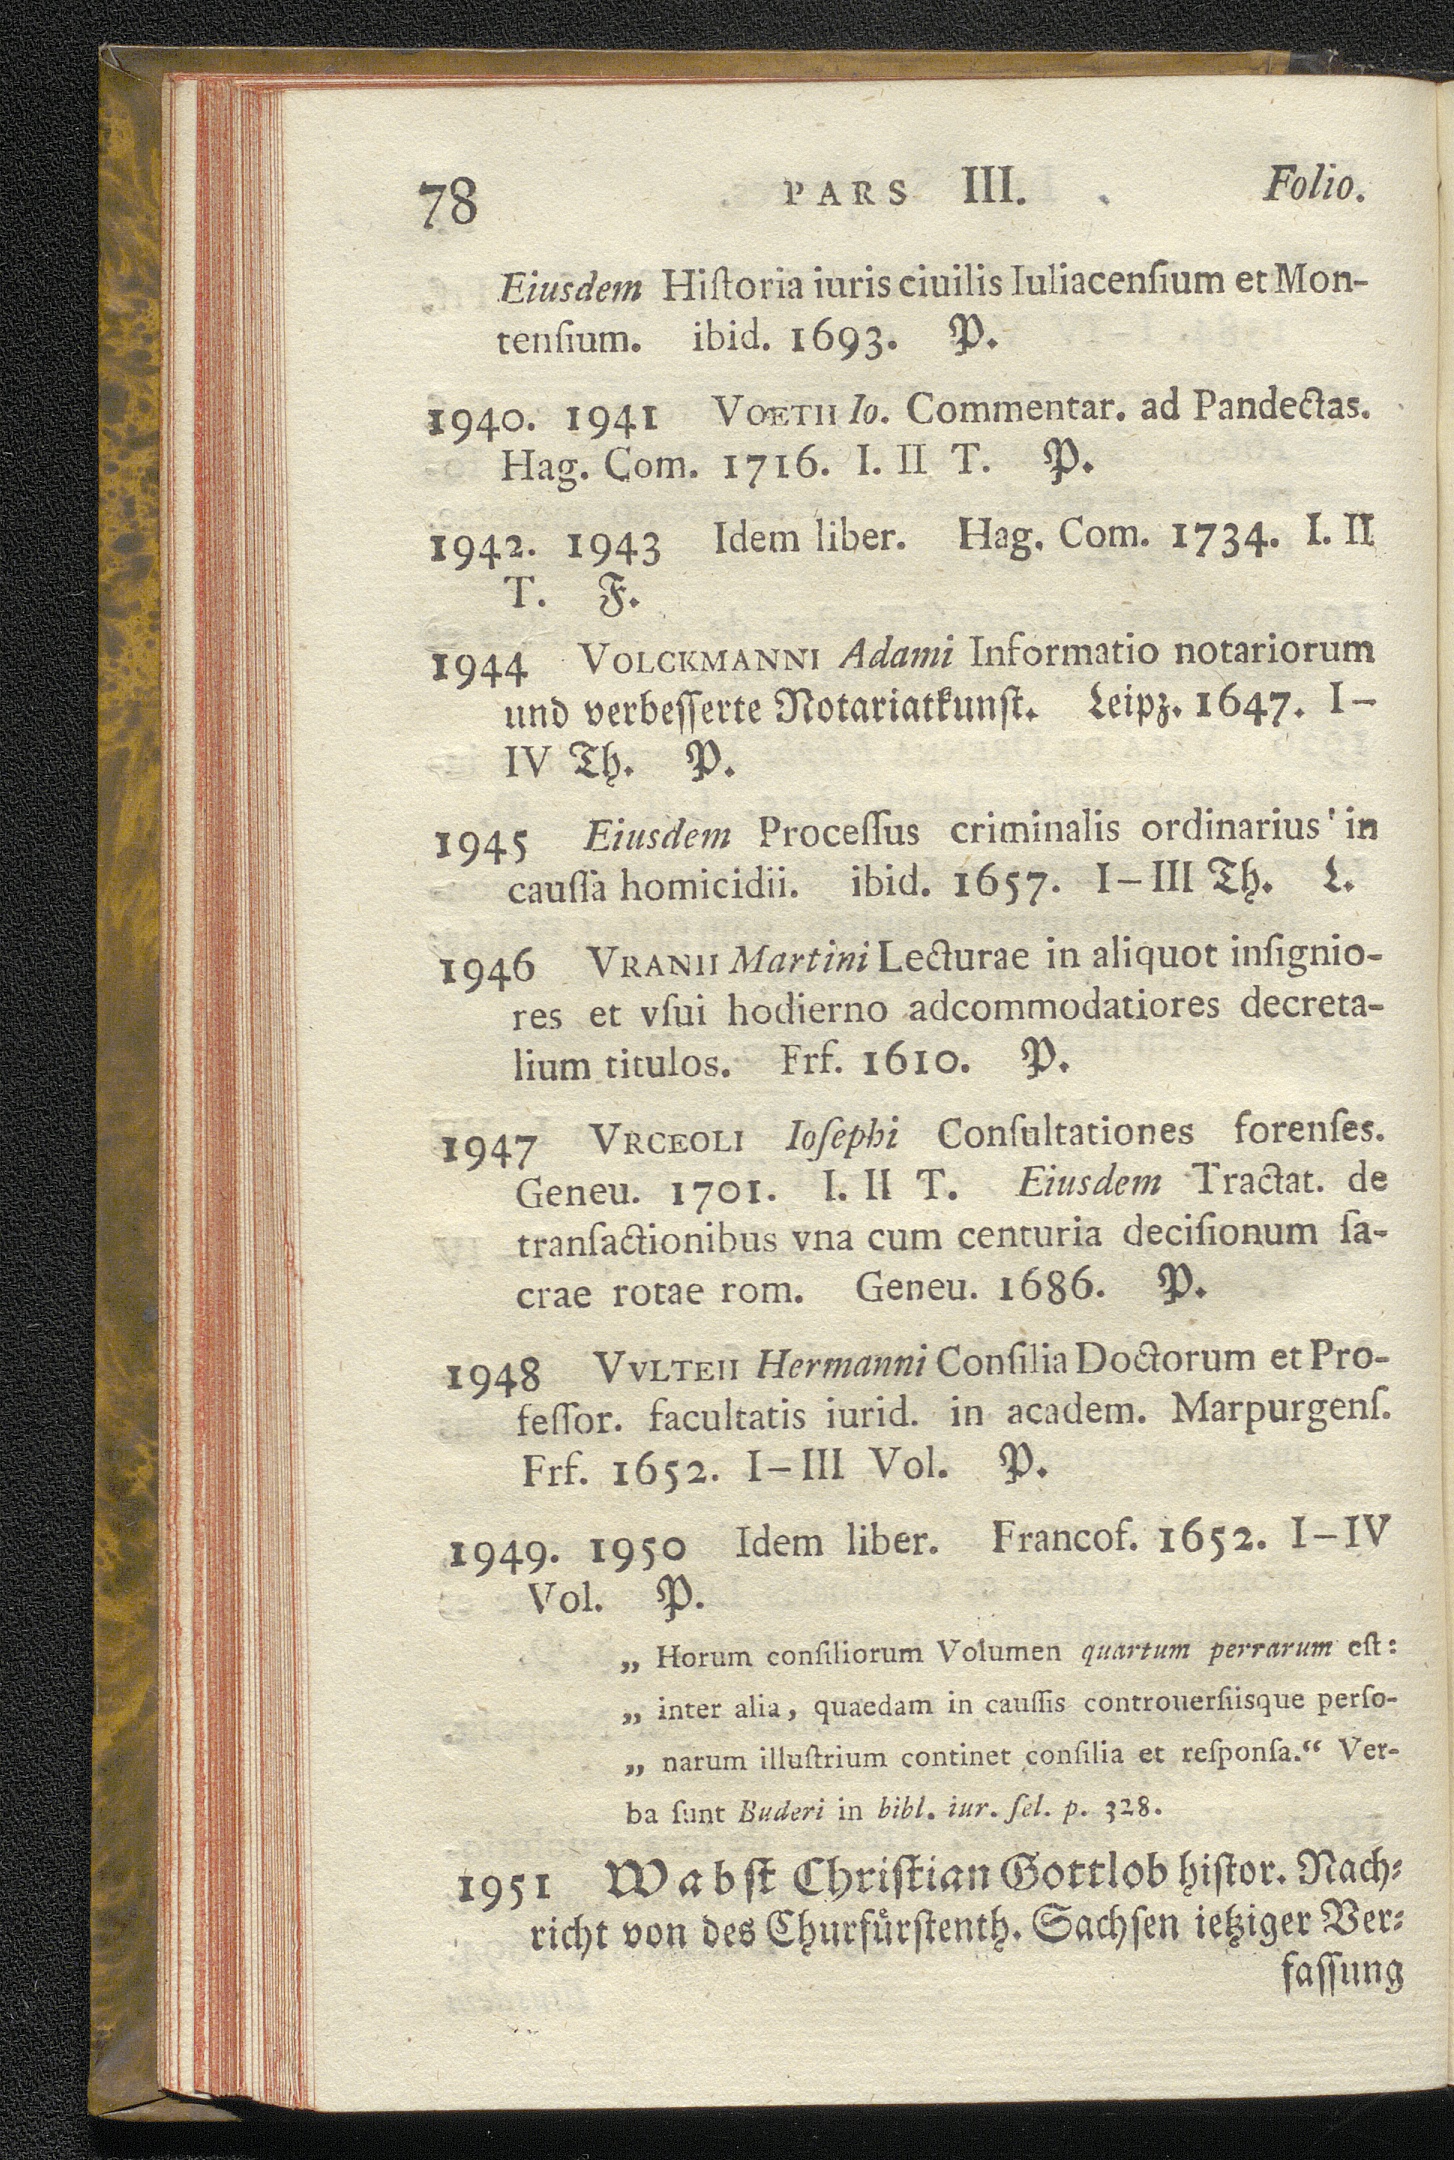 78 PARS III. Folio.
Eiusdem Hiſtoria iuris ciuilis Iuliacenſium et Mon-
tenſium. ibid. 1693. P.
1940. 1941 VOETII Io. Commentar. ad Pandectas.
Hag. Com. 1716. I. II T. P.
1942. 1943 Idem liber. Hag. Com. 1734. I. II
T. F.
1944 VOLCKMANNI Adami Informatio notariorum
und verbeſſerte Notariatkunſt. Leipz. 1647. I–
IV Th. P.
1945 Eiusdem Proceſſus criminalis ordinarius in
cauſſa homicidii. ibid. 1657. I–III Th. L.
1946 VRANII Martini Lecturae in aliquot inſignio-
res et vſui hodierno adcommodatiores decreta-
lium titulos. Frf. 1610. P.
1947 VRCEOLI Ioſephi Conſultationes forenſes.
Geneu. 1701. I. II T. Eiusdem Tractat. de
tranſactionibus vna cum centuria deciſionum ſa-
crae rotae rom. Geneu. 1686. P.
1948 VVLTEII Hermanni Conſilia Doctorum et Pro-
feſſor. facultatis iurid. in academ. Marpurgenſ.
Frf. 1652. I–III Vol. P.
1949. 1950 Idem liber. Francof. 1652. I–IV
Vol. P.
„ Horum conſiliorum Volumen quartum perrarum eſt:
„ inter alia, quaedam in cauſſis controuerſiisque perſo-
„ narum illuſtrium continet conſilia et reſponſa.“ Ver-
ba ſunt Buderi in bibl. iur. ſel. p. 328.
1951 Wabſt Chriſtian Gottlob hiſtor. Nach-
richt von des Churfürſtenth. Sachſen ietziger Ver-
faſſung